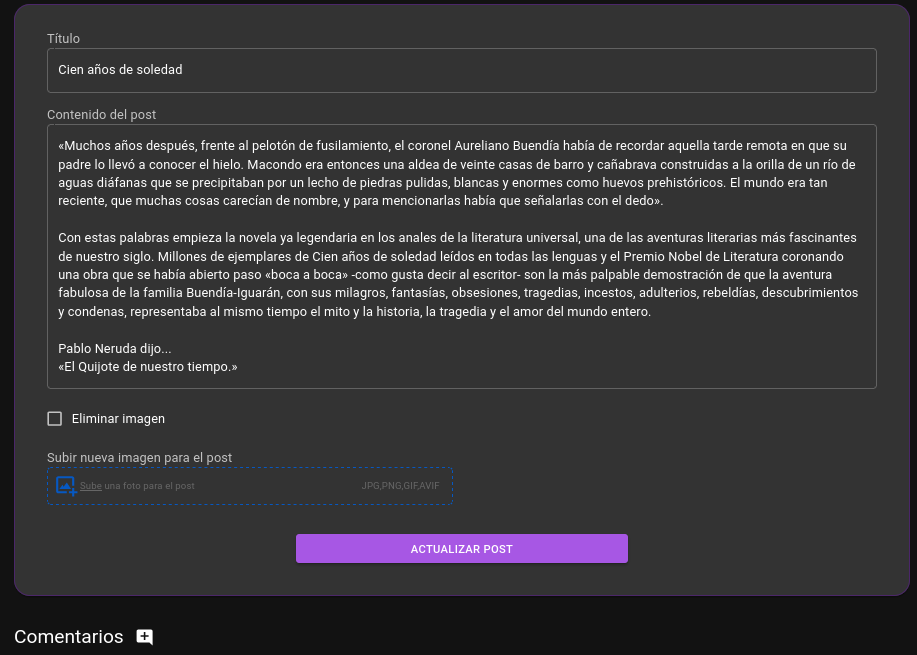 Título
Cien años de soledad
Contenido del post
«Muchos años después, frente al pelotón de fusilamiento, el coronel Aureliano Buendía había de recordar aquella tarde remota en que su
padre lo llevó a conocer el hielo. Macondo era entonces una aldea de veinte casas de barro y cañabrava construidas a la orilla de un río de
aguas diáfanas que se precipitaban por un lecho de piedras pulidas, blancas y enormes como huevos prehistóricos. El mundo era tan
reciente, que muchas cosas carecían de nombre, y para mencionarlas había que señalarlas con el dedo».
Con estas palabras empieza la novela ya legendaria en los anales de la literatura universal, una de las aventuras literarias más fascinantes
de nuestro siglo. Millones de ejemplares de Cien años de soledad leídos en todas las lenguas y el Premio Nobel de Literatura coronando
una obra que se había abierto paso «boca a boca» -como gusta decir al escritor- son la más palpable demostración de que la aventura
fabulosa de la familia Buendía-Iguarán, con sus milagros, fantasías, obsesiones, tragedias, incestos, adulterios, rebeldías, descubrimientos
y condenas, representaba al mismo tiempo el mito y la historia, la tragedia y el amor del mundo entero.
Pablo Neruda dijo...
«El Quijote de nuestro tiempo.»
Eliminar imagen
Subir nueva imagen para el post
Sube una foto para el post JPG,PNG,GIF,AVIF
ACTUALIZAR POST
Comentarios